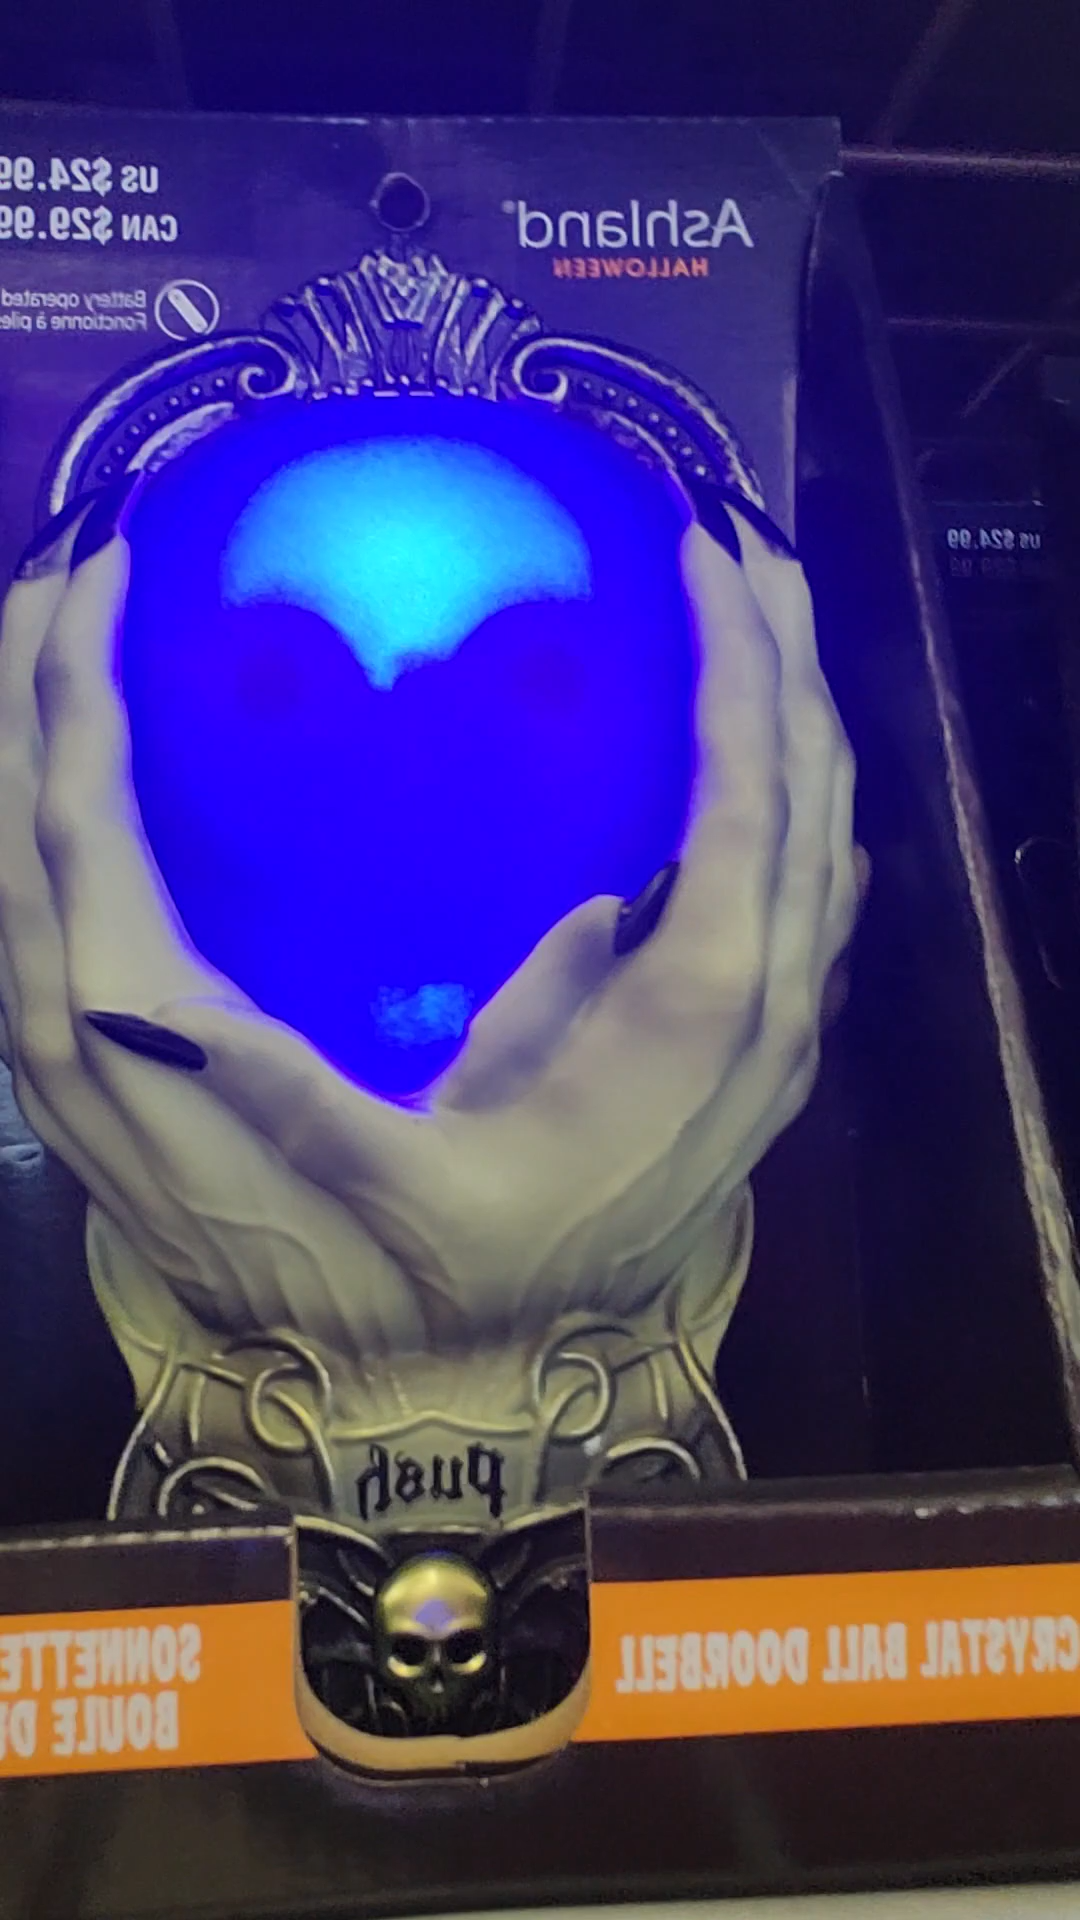 US $24.99
CAN $29.99
Ashland®
HALLOWEEN
Battery operated
Fonctionne à piles
US $24.99
push
CRYSTAL BALL DOORBELL
SONNETTE
BOULE